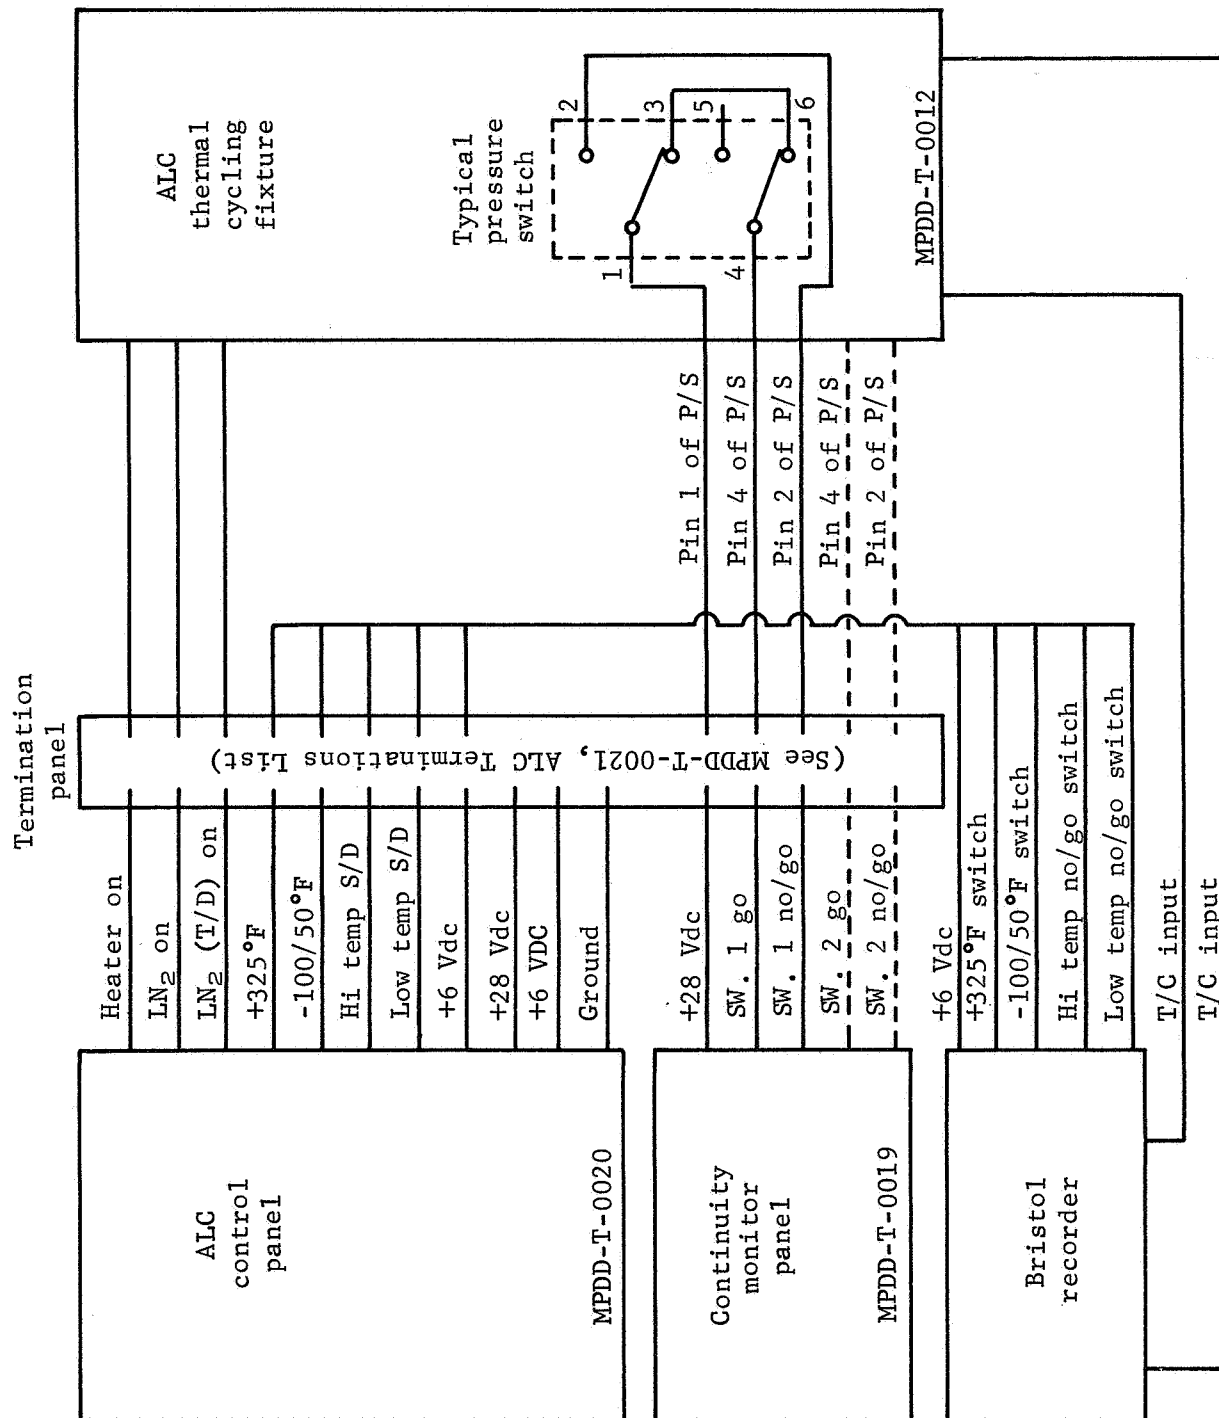 ALC
control
panel
MPDD-T-0020
Continuity
monitor
panel
MPDD-T-0019
Bristol
recorder
Heater on
LN2 on
LN2 (T/D) on
+325°F
-100/50°F
Hi temp S/D
Low temp S/D
+6 Vdc
+28 Vdc
+6 VDC
Ground
+28 Vdc
SW. 1 go
SW. 1 no/go
SW. 2 go
SW. 2 no/go
+6 Vdc
+325°F switch
-100/50°F switch
Hi temp no/go switch
Low temp no/go switch
T/C input
T/C input
Termination
panel
(See MPDD-T-0021, ALC Terminations List)
Pin 1 of P/S
Pin 4 of P/S
Pin 2 of P/S
Pin 4 of P/S
Pin 2 of P/S
ALC
thermal
cycling
fixture
Typical
pressure
switch
1
4
2
3
5
6
MPDD-T-0012